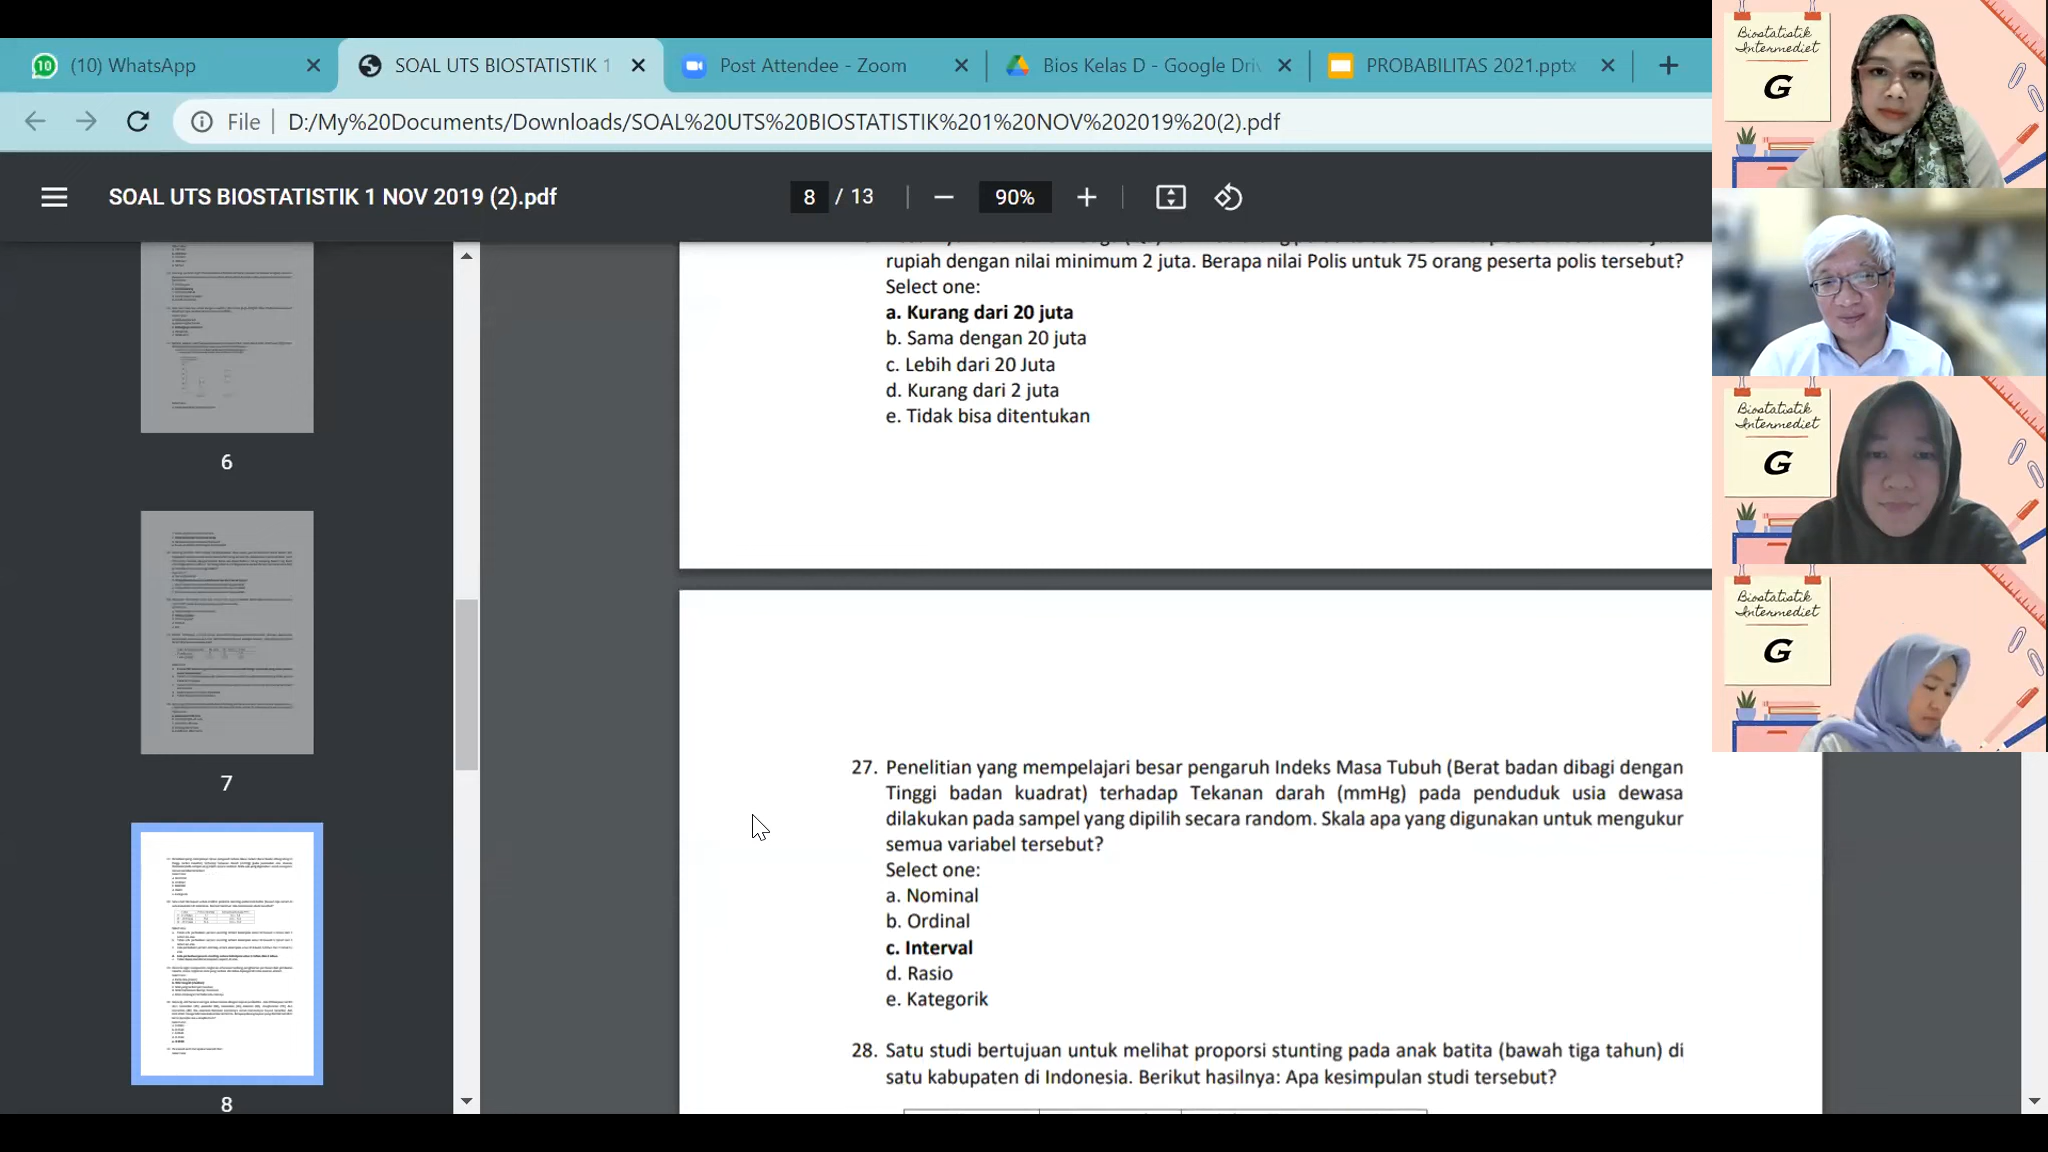 (10) WhatsApp
SOAL UTS BIOSTATISTIK 1
Post Attendee - Zoom
Bios Kelas D - Google Driv
PROBABILITAS 2021.pptx
File
D:/My%20Documents/Downloads/SOAL%20UTS%20BIOSTATISTIK%201%20NOV%202019%20(2).pdf
SOAL UTS BIOSTATISTIK 1 NOV 2019 (2).pdf
8 / 13
90%
6
7
8
rupiah dengan nilai minimum 2 juta. Berapa nilai Polis untuk 75 orang peserta polis tersebut?
Select one:
a. Kurang dari 20 juta
b. Sama dengan 20 juta
c. Lebih dari 20 Juta
d. Kurang dari 2 juta
e. Tidak bisa ditentukan
27. Penelitian yang mempelajari besar pengaruh Indeks Masa Tubuh (Berat badan dibagi dengan
Tinggi badan kuadrat) terhadap Tekanan darah (mmHg) pada penduduk usia dewasa
dilakukan pada sampel yang dipilih secara random. Skala apa yang digunakan untuk mengukur
semua variabel tersebut?
Select one:
a. Nominal
b. Ordinal
c. Interval
d. Rasio
e. Kategorik
28. Satu studi bertujuan untuk melihat proporsi stunting pada anak batita (bawah tiga tahun) di
satu kabupaten di Indonesia. Berikut hasilnya: Apa kesimpulan studi tersebut?
Biostatistik
Intermediet
G
Biostatistik
Intermediet
G
Biostatistik
Intermediet
G